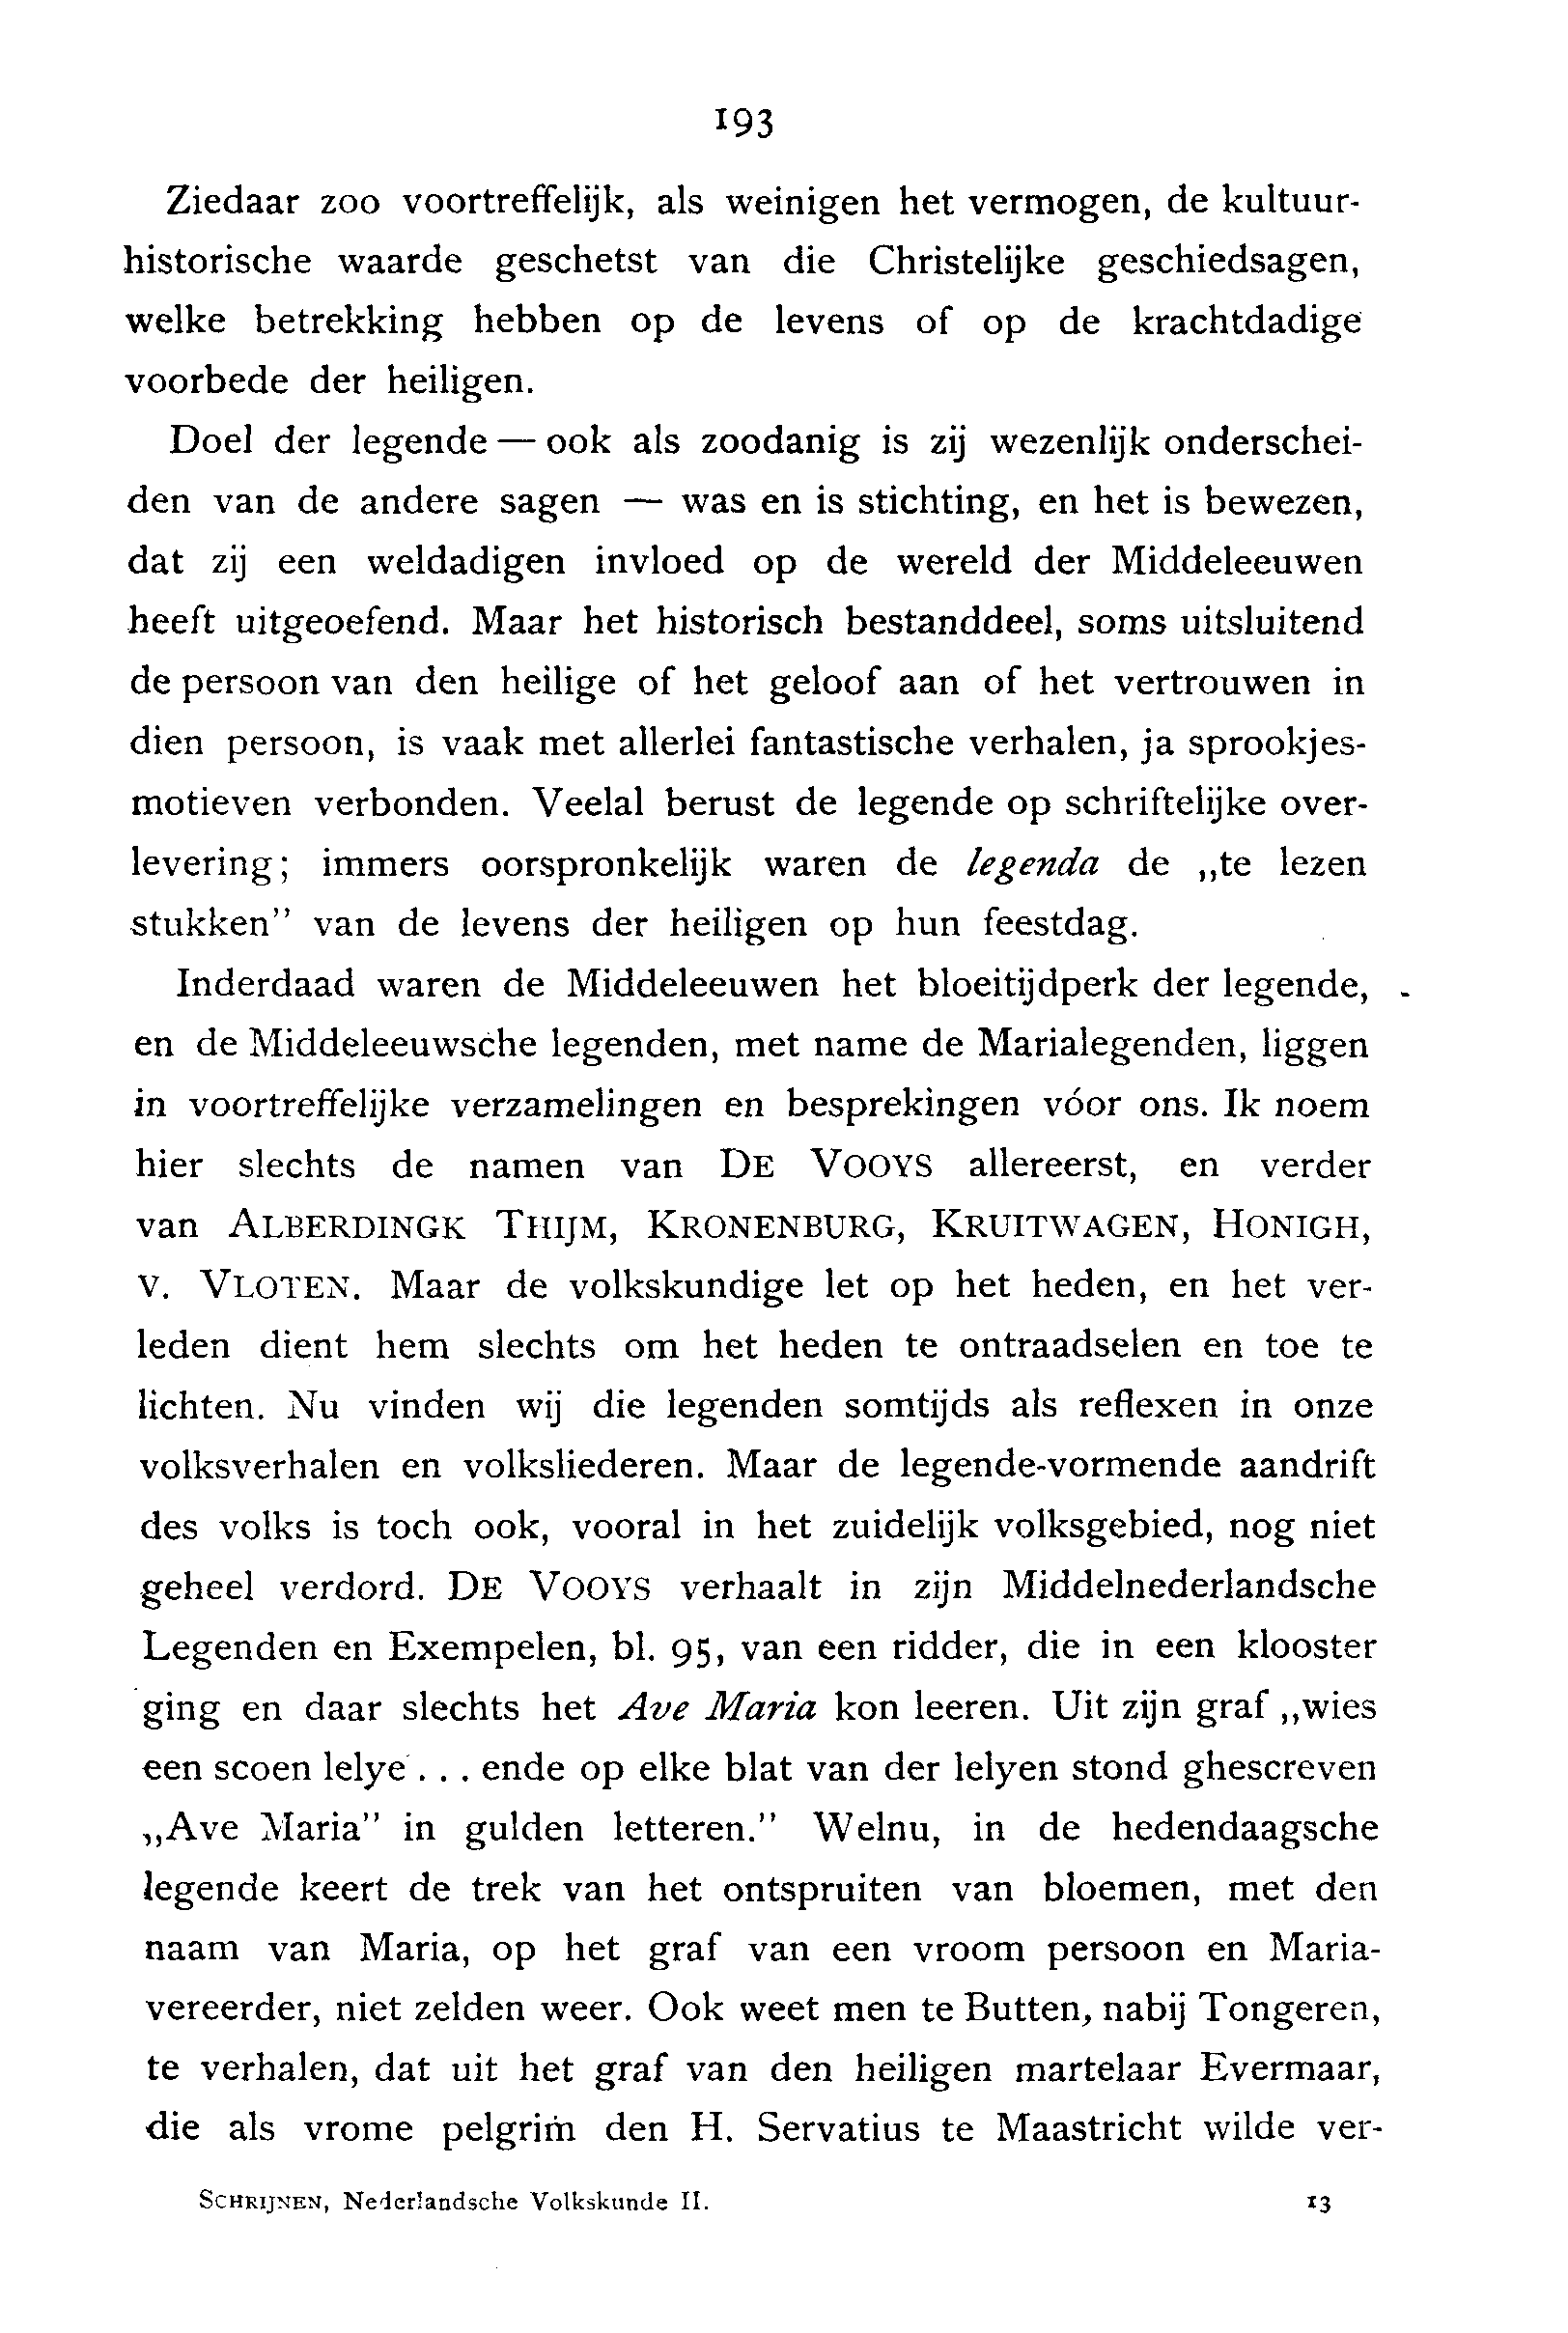 193
Ziedaar zoo voortreffelijk, als weinigen het vermogen, de kultuur-
historische waarde geschetst van die Christelijke geschiedsagen,
welke betrekking hebben op de levens of op de krachtdadige
voorbede der heiligen.
Doel der legende — ook als zoodanig is zij wezenlijk onderschei-
den van de andere sagen — was en is stichting, en het is bewezen,
dat zij een weldadigen invloed op de wereld der Middeleeuwen
heeft uitgeoefend. Maar het historisch bestanddeel, soms uitsluitend
de persoon van den heilige of het geloof aan of het vertrouwen in
dien persoon, is vaak met allerlei fantastische verhalen, ja sprookjes-
motieven verbonden. Veelal berust de legende op schriftelijke over-
levering; immers oorspronkelijk waren de legenda de „te lezen
stukken” van de levens der heiligen op hun feestdag.
Inderdaad waren de Middeleeuwen het bloeitijdperk der legende,
en de Middeleeuwsche legenden, met name de Marialegenden, liggen
in voortreffelijke verzamelingen en besprekingen vóor ons. Ik noem
hier slechts de namen van DE VOOYS allereerst, en verder
van ALBERDINGK THIJM, KRONENBURG, KRUITWAGEN, HONIGH,
V. VLOTEN. Maar de volkskundige let op het heden, en het ver-
leden dient hem slechts om het heden te ontraadselen en toe te
lichten. Nu vinden wij die legenden somtijds als reflexen in onze
volksverhalen en volksliederen. Maar de legende-vormende aandrift
des volks is toch ook, vooral in het zuidelijk volksgebied, nog niet
geheel verdord. DE VOOYS verhaalt in zijn Middelnederlandsche
Legenden en Exempelen, bl. 95, van een ridder, die in een klooster
ging en daar slechts het Ave Maria kon leeren. Uit zijn graf „wies
een scoen lelye . . . ende op elke blat van der lelyen stond ghescreven
„Ave Maria” in gulden letteren.” Welnu, in de hedendaagsche
legende keert de trek van het ontspruiten van bloemen, met den
naam van Maria, op het graf van een vroom persoon en Maria-
vereerder, niet zelden weer. Ook weet men te Butten, nabij Tongeren,
te verhalen, dat uit het graf van den heiligen martelaar Evermaar,
die als vrome pelgrim den H. Servatius te Maastricht wilde ver-
SCHRIJNEN, Nederlandsche Volkskunde II. 13